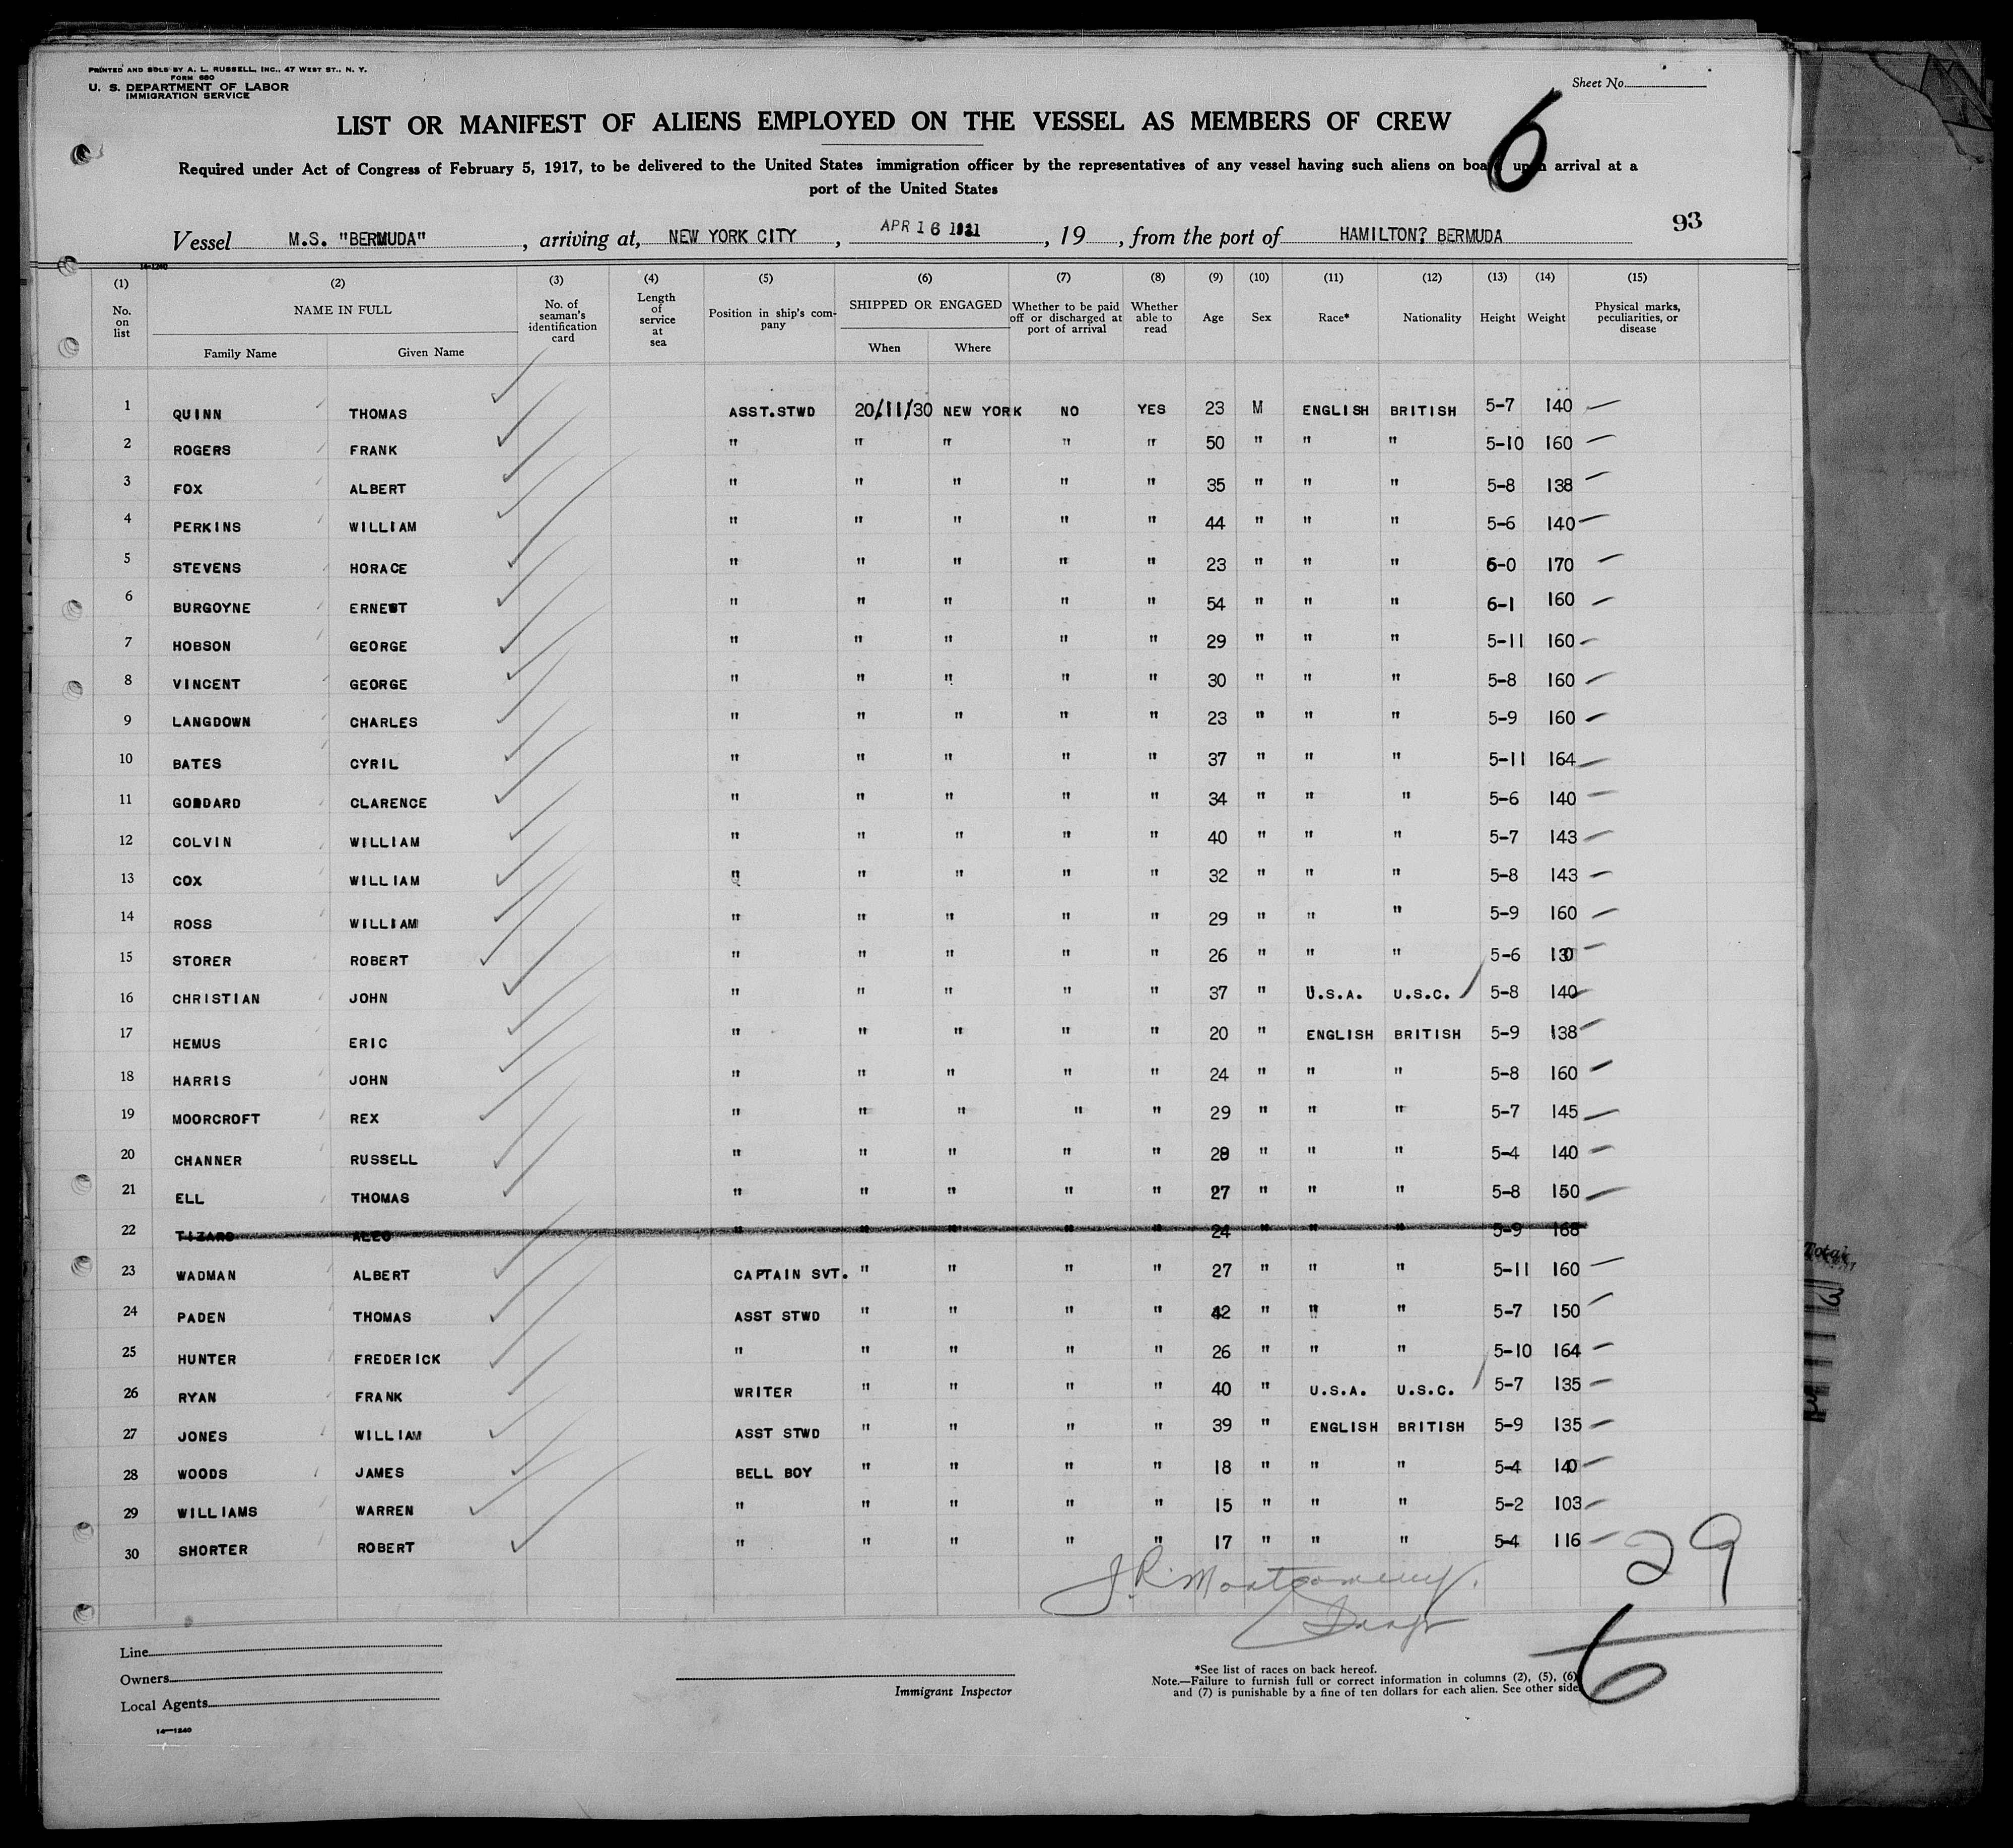 PRINTED AND SOLD BY A. L. RUSSELL, INC., 47 WEST ST., N. Y.
FORM 680
U. S. DEPARTMENT OF LABOR
IMMIGRATION SERVICE
Sheet No.
LIST OR MANIFEST OF ALIENS EMPLOYED ON THE VESSEL AS MEMBERS OF CREW
6
Required under Act of Congress of February 5, 1917, to be delivered to the United States immigration officer by the representatives of any vessel having such aliens on board upon arrival at a
port of the United States
93
Vessel M.S. "BERMUDA" , arriving at, NEW YORK CITY , APR 16 1931 , 19 , from the port of HAMILTON? BERMUDA
14-1240
(1) (2) (3) (4) (5) (6) (7) (8) (9) (10) (11) (12) (13) (14) (15)
No. on list NAME IN FULL No. of seaman's identification card Length of service at sea Position in ship's company SHIPPED OR ENGAGED Whether to be paid off or discharged at port of arrival Whether able to read Age Sex Race* Nationality Height Weight Physical marks, peculiarities, or disease
Family Name Given Name When Where
1 QUINN THOMAS ASST.STWD 20/11/30 NEW YORK NO YES 23 M ENGLISH BRITISH 5-7 140
2 ROGERS FRANK " " " " " 50 " " " 5-10 160
3 FOX ALBERT " " " " " 35 " " " 5-8 138
4 PERKINS WILLIAM " " " " " 44 " " " 5-6 140
5 STEVENS HORACE " " " " " 23 " " " 6-0 170
6 BURGOYNE ERNEST " " " " " 54 " " " 6-1 160
7 HOBSON GEORGE " " " " " 29 " " " 5-11 160
8 VINCENT GEORGE " " " " " 30 " " " 5-8 160
9 LANGDOWN CHARLES " " " " " 23 " " " 5-9 160
10 BATES CYRIL " " " " " 37 " " " 5-11 164
11 GODDARD CLARENCE " " " " " 34 " " " 5-6 140
12 COLVIN WILLIAM " " " " " 40 " " " 5-7 143
13 COX WILLIAM " " " " " 32 " " " 5-8 143
14 ROSS WILLIAM " " " " " 29 " " " 5-9 160
15 STORER ROBERT " " " " " 26 " " " 5-6 130
16 CHRISTIAN JOHN " " " " " 37 " U.S.A. U.S.C. 5-8 140
17 HEMUS ERIC " " " " " 20 " ENGLISH BRITISH 5-9 138
18 HARRIS JOHN " " " " " 24 " " " 5-8 160
19 MOORCROFT REX " " " " " 29 " " " 5-7 145
20 CHANNER RUSSELL " " " " " 28 " " " 5-4 140
21 ELL THOMAS " " " " " 27 " " " 5-8 150
22 TIZARD ALEC " " " " " 24 " " " 5-9 168
23 WADMAN ALBERT CAPTAIN SVT. " " " " 27 " " " 5-11 160
24 PADEN THOMAS ASST STWD " " " " 42 " " " 5-7 150
25 HUNTER FREDERICK " " " " " 26 " " " 5-10 164
26 RYAN FRANK WRITER " " " " 40 " U.S.A. U.S.C. 5-7 135
27 JONES WILLIAM ASST STWD " " " " 39 " ENGLISH BRITISH 5-9 135
28 WOODS JAMES BELL BOY " " " " 18 " " " 5-4 140
29 WILLIAMS WARREN " " " " " 15 " " " 5-2 103
30 SHORTER ROBERT " " " " " 17 " " " 5-4 116
29
J.R. Montgomery.
6
Line
Owners
Local Agents
Immigrant Inspector
*See list of races on back hereof.
Note.—Failure to furnish full or correct information in columns (2), (5), (6)
and (7) is punishable by a fine of ten dollars for each alien. See other side.
14—1240
Total